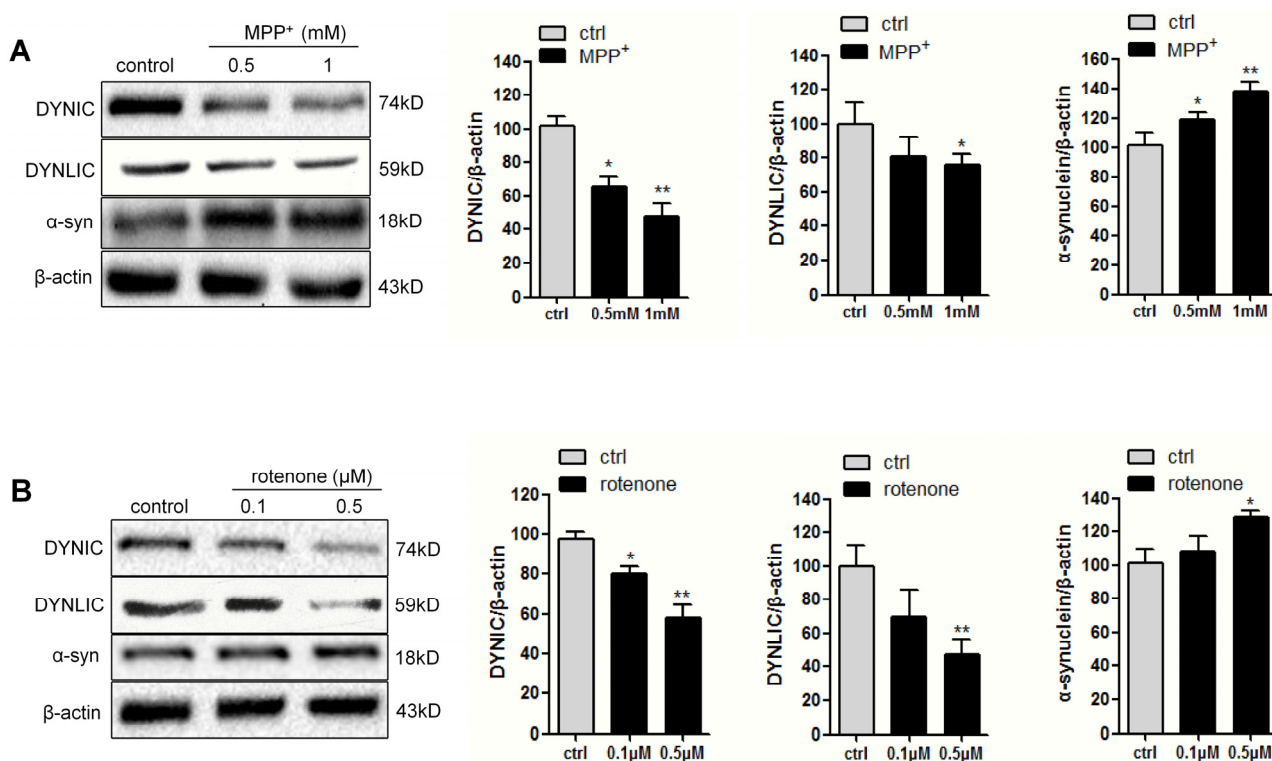 A
MPP⁺ (mM)
control 0.5 1
DYNIC 74kD
DYNLIC 59kD
α-syn 18kD
β-actin 43kD
ctrl
MPP⁺
DYNIC/β-actin
140
120
100
80
60
40
20
0
*
**
ctrl 0.5mM 1mM
ctrl
MPP⁺
DYNLIC/β-actin
140
120
100
80
60
40
20
0
*
ctrl 0.5mM 1mM
ctrl
MPP⁺
α-synuclein/β-actin
160
140
120
100
80
60
40
20
0
*
**
ctrl 0.5mM 1mM
B
rotenone (μM)
control 0.1 0.5
DYNIC 74kD
DYNLIC 59kD
α-syn 18kD
β-actin 43kD
ctrl
rotenone
DYNIC/β-actin
120
100
80
60
40
20
0
*
**
ctrl 0.1μM 0.5μM
ctrl
rotenone
DYNLIC/β-actin
140
120
100
80
60
40
20
0
**
ctrl 0.1μM 0.5μM
ctrl
rotenone
α-synuclein/β-actin
140
120
100
80
60
40
20
0
*
ctrl 0.1μM 0.5μM